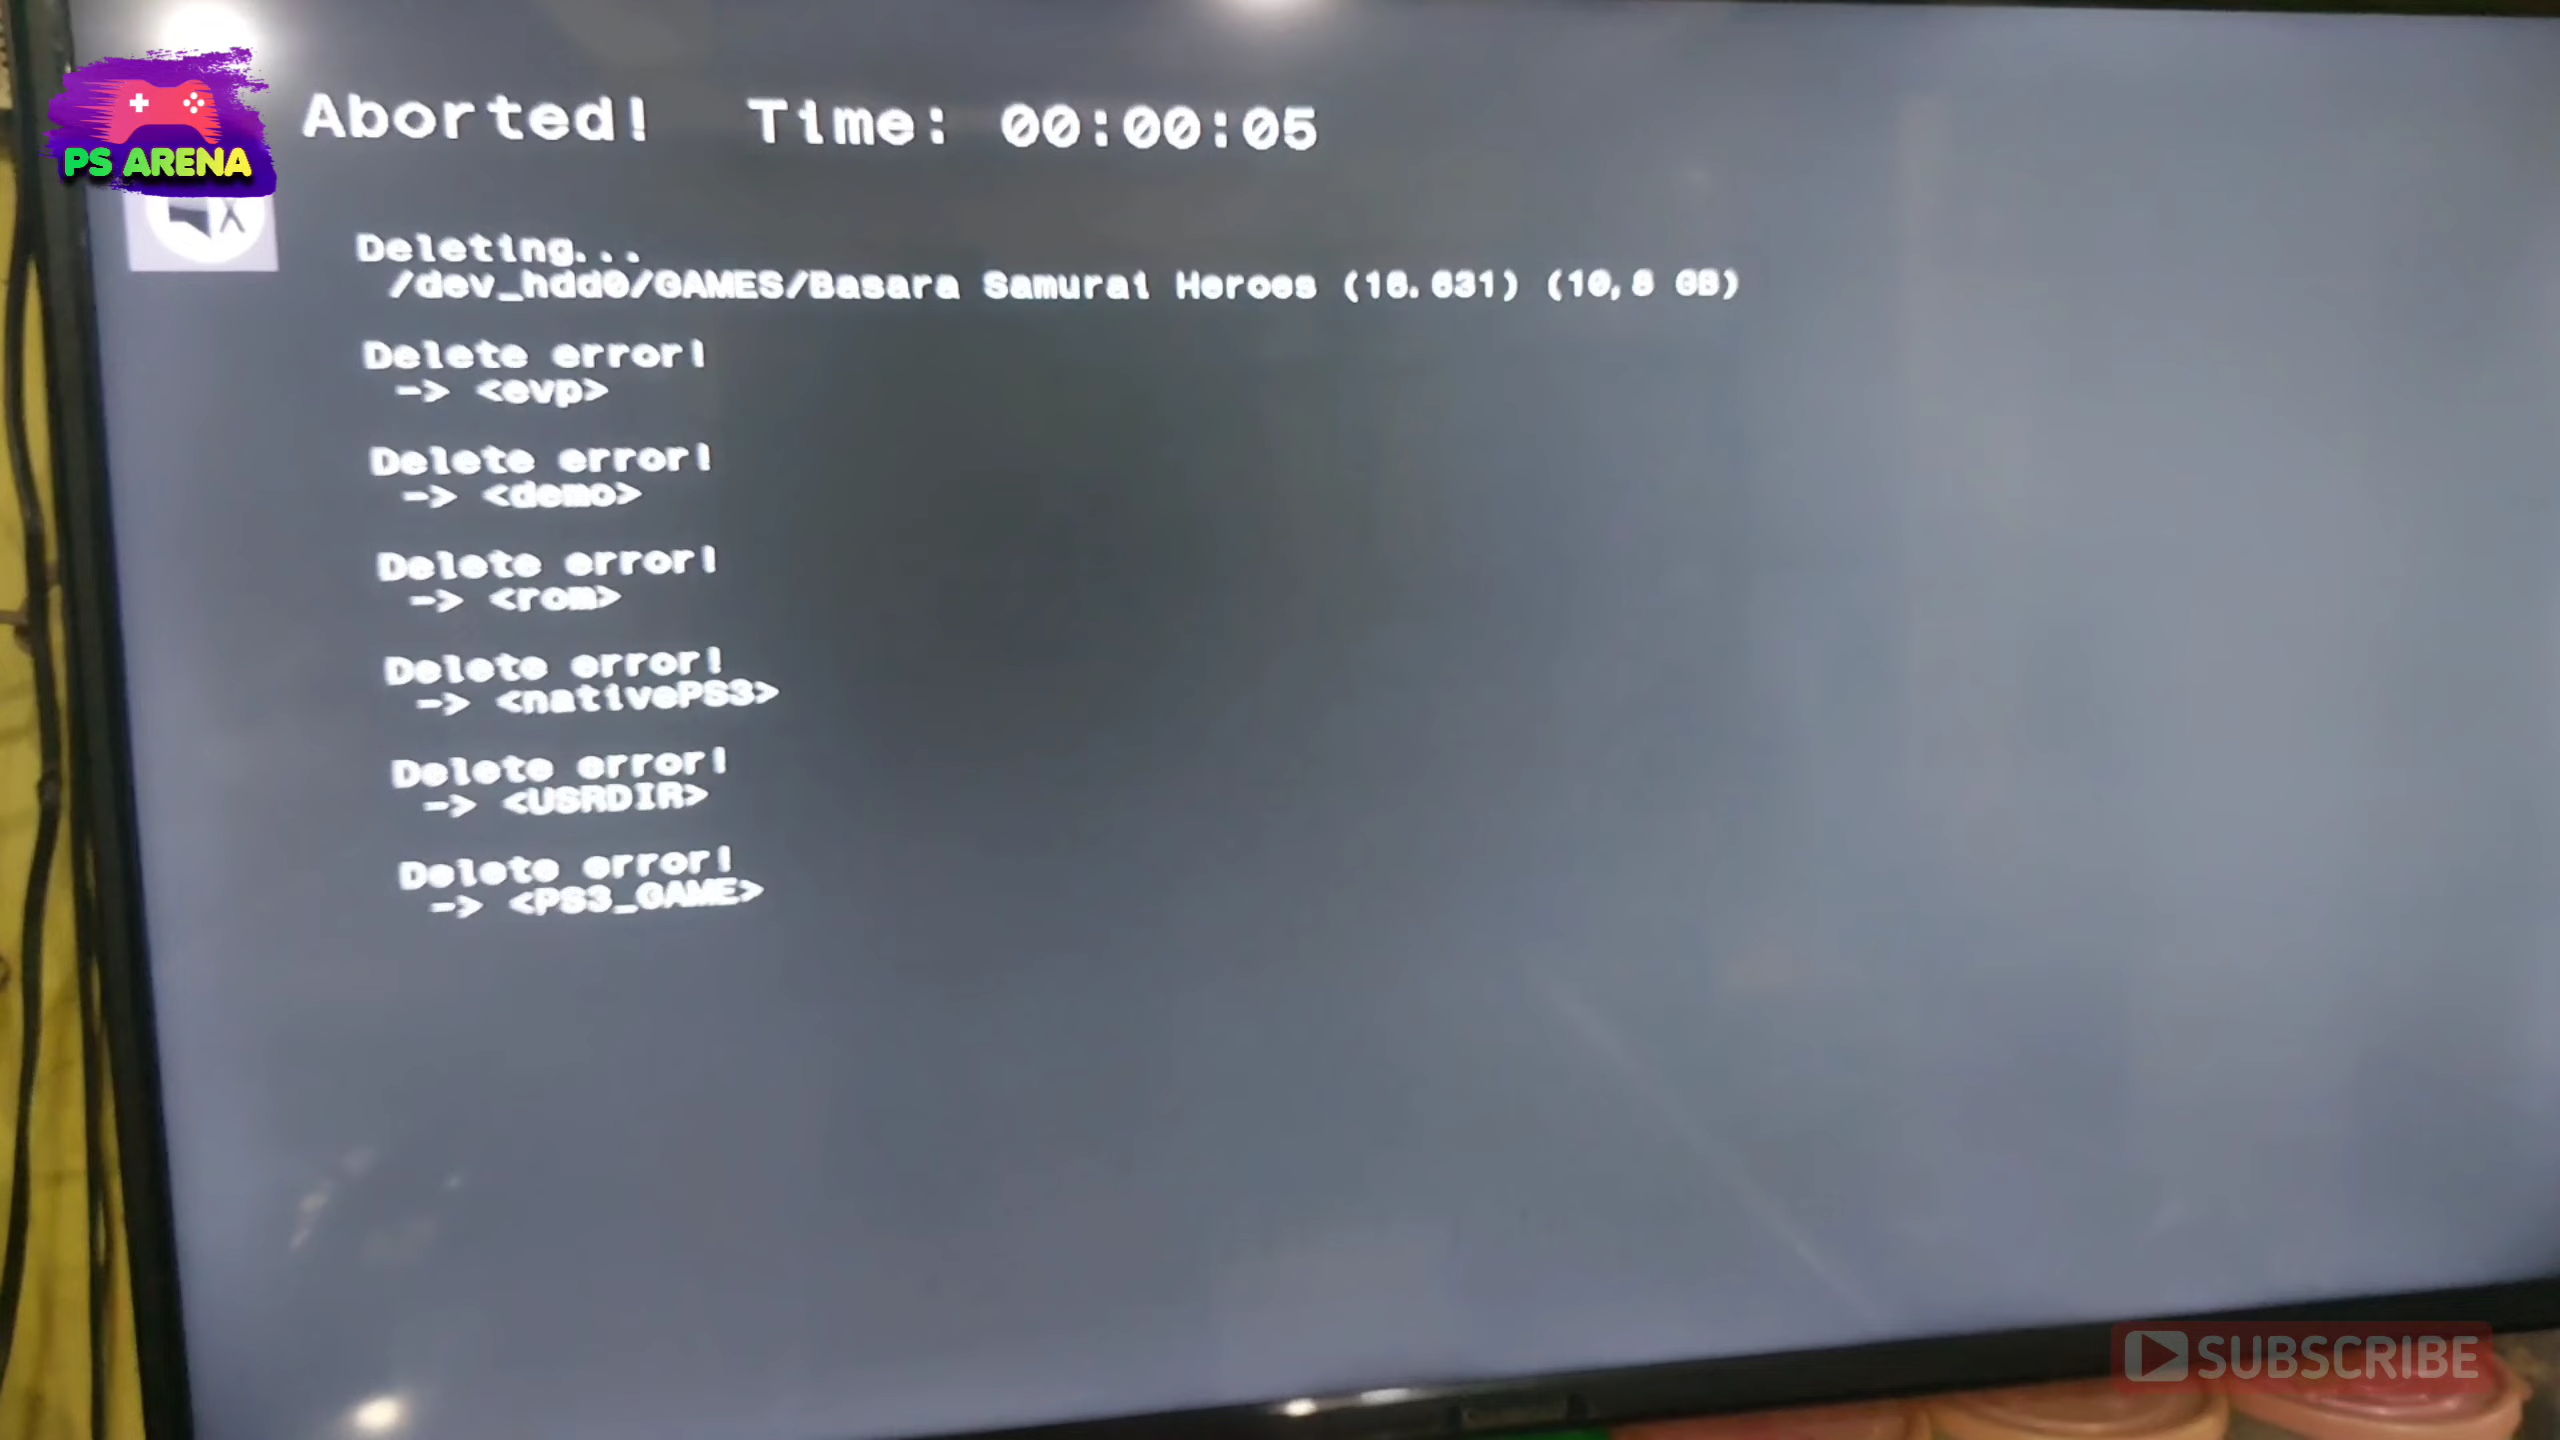 PS ARENA
Aborted! Time: 00:00:05
Deleting...
/dev_hdd0/GAMES/Basara Samurai Heroes (16.631) (10,8 GB)
Delete error!
-> <evp>
Delete error!
-> <demo>
Delete error!
-> <rom>
Delete error!
-> <nativePS3>
Delete error!
-> <USRDIR>
Delete error!
-> <PS3_GAME>
SUBSCRIBE